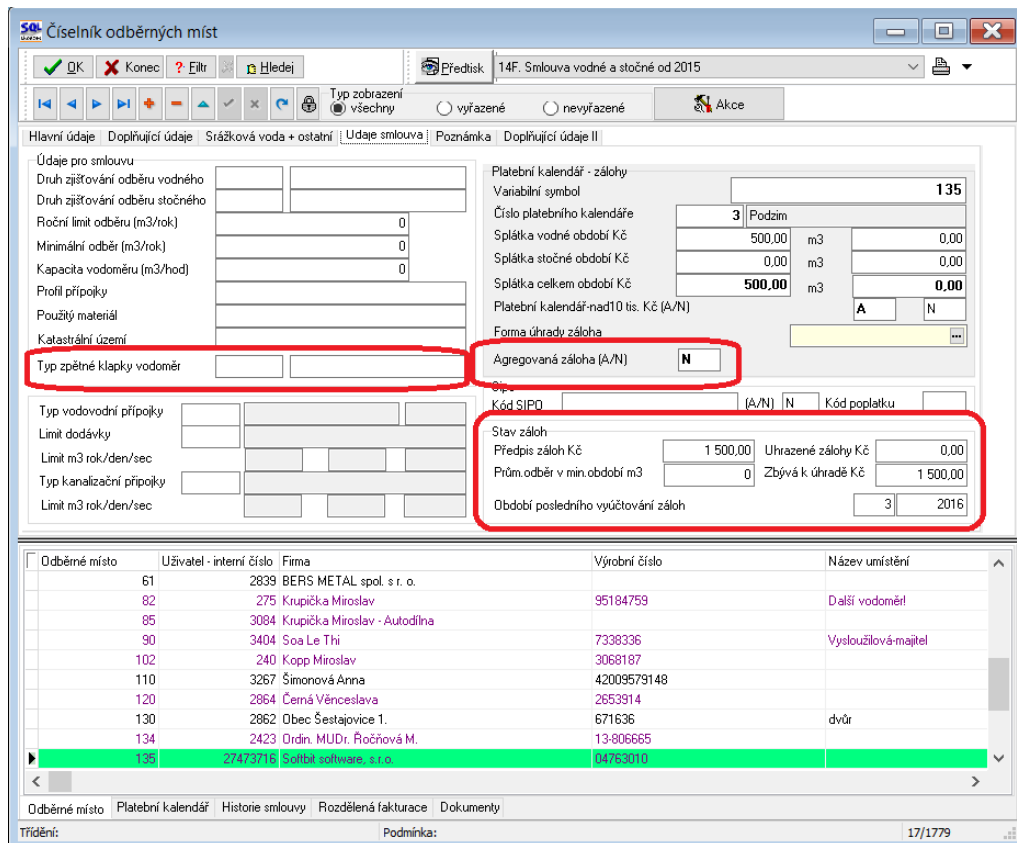 SQL Číselník odběrných míst
OK Konec ? Filtr Hledej Předtisk 14F. Smlouva vodné a stočné od 2015
Typ zobrazení
všechny vyřazené nevyřazené Akce
Hlavní údaje Doplňující údaje Srážková voda + ostatní Udaje smlouva Poznámka Doplňující údaje II
Údaje pro smlouvu
Druh zjišťování odběru vodného
Druh zjišťování odběru stočného
Roční limit odběru (m3/rok) 0
Minimální odběr (m3/rok) 0
Kapacita vodoměru (m3/hod) 0
Profil přípojky
Použitý materiál
Katastrální území
Typ zpětné klapky vodoměr
Typ vodovodní přípojky
Limit dodávky
Limit m3 rok/den/sec
Typ kanalizační připojky
Limit m3 rok/den/sec
Platební kalendář - zálohy
Variabilní symbol 135
Číslo platebního kalendáře 3 Podzim
Splátka vodné období Kč 500,00 m3 0,00
Splátka stočné období Kč 0,00 m3 0,00
Splátka celkem období Kč 500,00 m3 0,00
Platební kalendář-nad10 tis. Kč (A/N) A N
Forma úhrady záloha ...
Agregovaná záloha (A/N) N
Sipo
Kód SIPO (A/N) N Kód poplatku
Stav záloh
Předpis záloh Kč 1 500,00 Uhrazené zálohy Kč 0,00
Prům.odběr v min.období m3 0 Zbývá k úhradě Kč 1 500,00
Období posledního vyúčtování záloh 3 2016
Odběrné místo Uživatel - interní číslo Firma Výrobní číslo Název umístění
61 2839 BERS METAL spol. s r. o.
82 275 Krupička Miroslav 95184759 Další vodoměr!
85 3084 Krupička Miroslav - Autodílna
90 3404 Soa Le Thi 7338336 Vysloužilová-majitel
102 240 Kopp Miroslav 3068187
110 3267 Šimonová Anna 42009579148
120 2864 Černá Věnceslava 2653914
130 2862 Obec Šestajovice 1. 671636 dvůr
134 2423 Ordin. MUDr. Řočňová M. 13-806665
135 27473716 Softbit software, s.r.o. 04763010
Odběrné místo Platební kalendář Historie smlouvy Rozdělená fakturace Dokumenty
Třídění: Podmínka: 17/1779